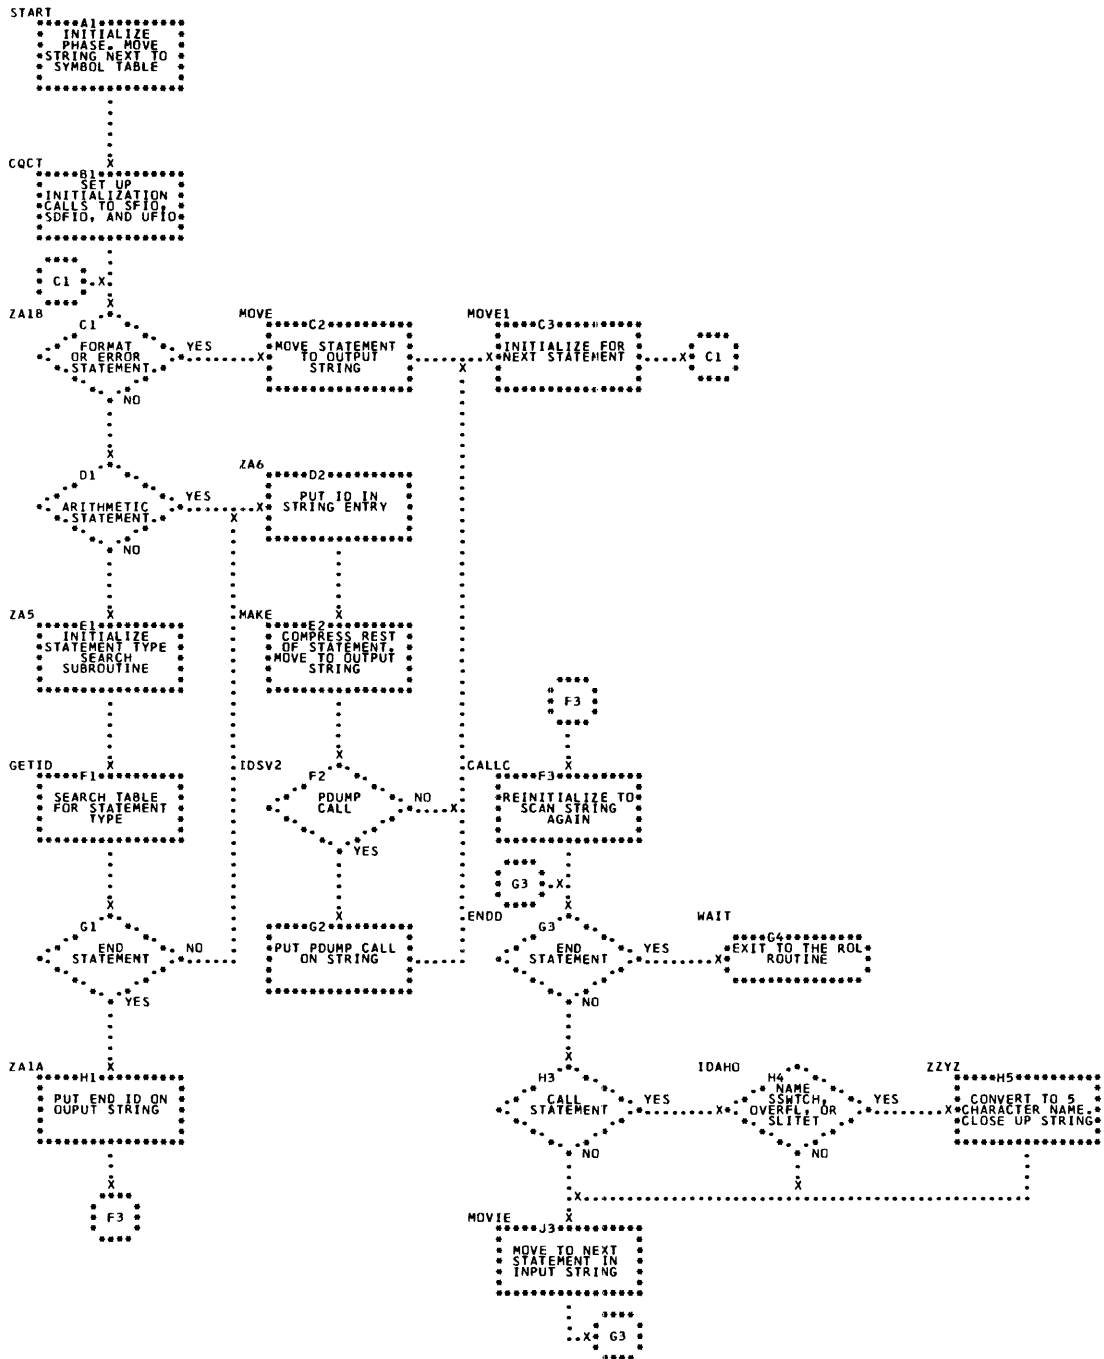 START
A1
INITIALIZE
PHASE. MOVE
STRING NEXT TO
SYMBOL TABLE
CQCT
B1
SET UP
INITIALIZATION
CALLS TO SFIO,
SDFIO, AND UFIO
C1
ZA1B
C1
FORMAT
OR ERROR
STATEMENT
YES
NO
MOVE
C2
MOVE STATEMENT
TO OUTPUT
STRING
MOVE1
C3
INITIALIZE FOR
NEXT STATEMENT
C1
D1
ARITHMETIC
STATEMENT
YES
NO
ZA6
D2
PUT ID IN
STRING ENTRY
ZA5
E1
INITIALIZE
STATEMENT TYPE
SEARCH
SUBROUTINE
MAKE
E2
COMPRESS REST
OF STATEMENT,
MOVE TO OUTPUT
STRING
F3
GETID
F1
SEARCH TABLE
FOR STATEMENT
TYPE
IDSV2
F2
PDUMP
CALL
NO
YES
CALLC
F3
REINITIALIZE TO
SCAN STRING
AGAIN
G3
G1
END
STATEMENT
NO
YES
G2
PUT PDUMP CALL
ON STRING
ENDD
G3
END
STATEMENT
YES
NO
WAIT
G4
EXIT TO THE ROL
ROUTINE
ZA1A
H1
PUT END ID ON
OUPUT STRING
F3
H3
CALL
STATEMENT
YES
NO
IDAHO
H4
NAME
SSWTCH,
OVERFL, OR
SLITET
YES
NO
ZZYZ
H5
CONVERT TO 5
CHARACTER NAME.
CLOSE UP STRING
MOVIE
J3
MOVE TO NEXT
STATEMENT IN
INPUT STRING
G3